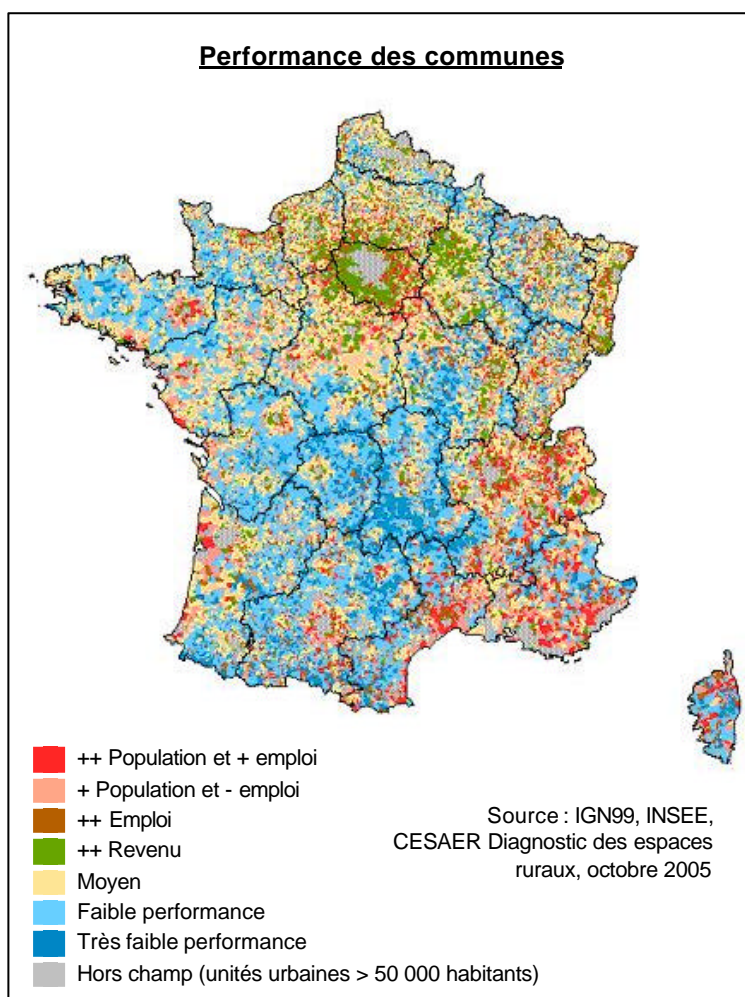 Performance des communes
++ Population et + emploi
+ Population et - emploi
++ Emploi
++ Revenu
Moyen
Faible performance
Très faible performance
Hors champ (unités urbaines > 50 000 habitants)
Source : IGN99, INSEE,
CESAER Diagnostic des espaces
ruraux, octobre 2005